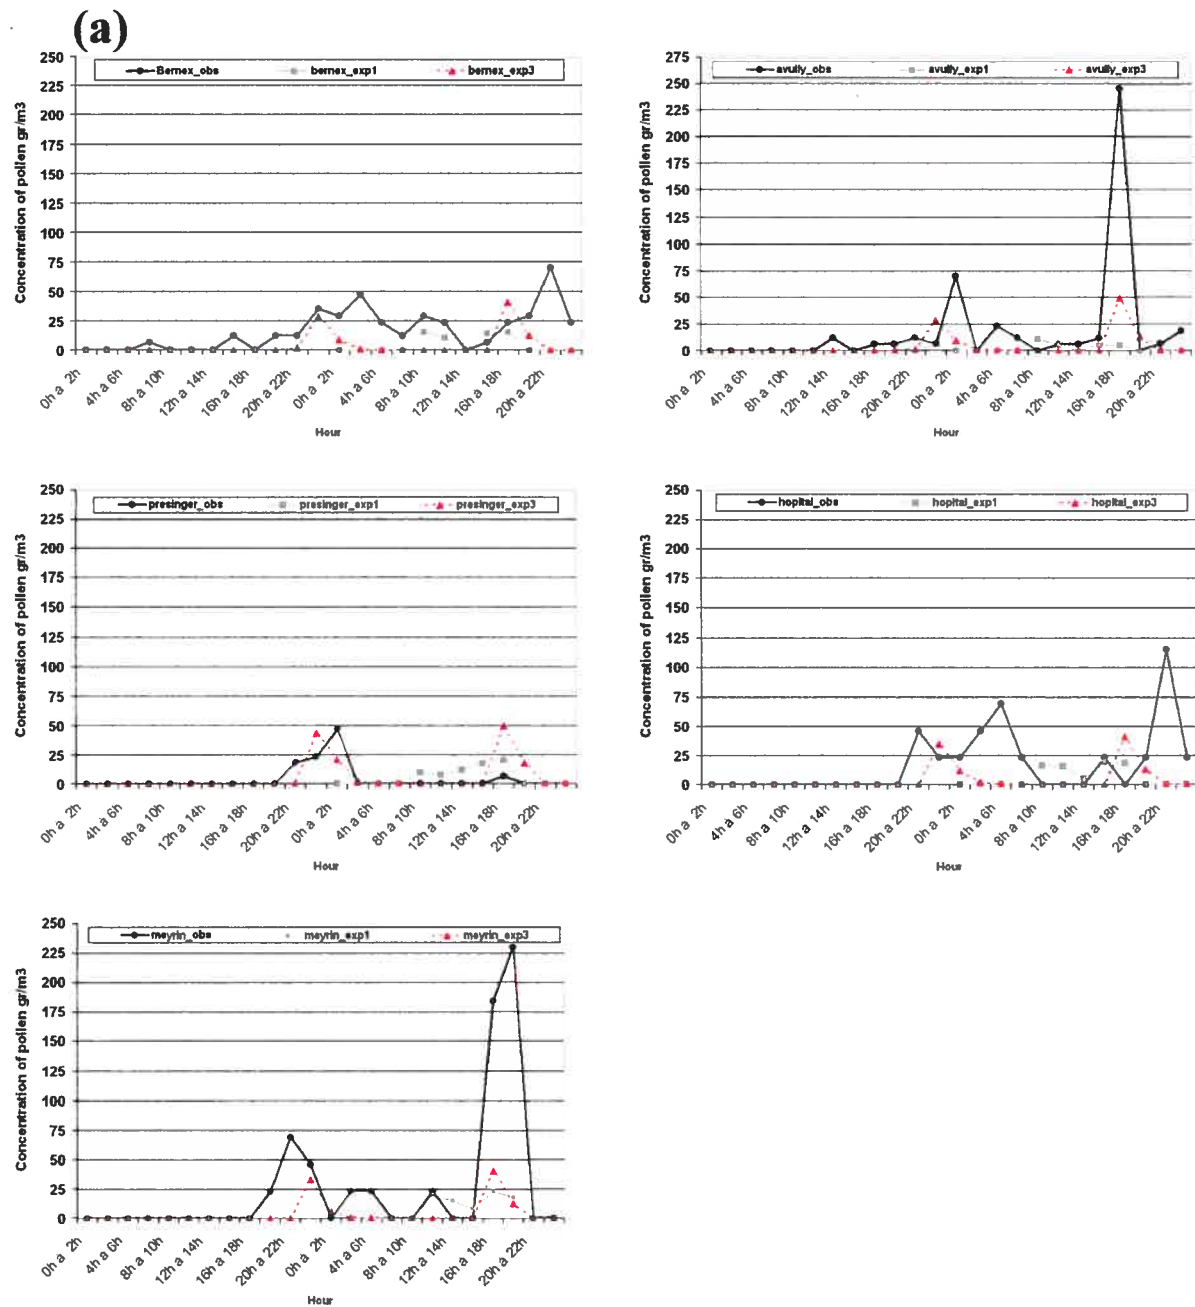 (a)
Bernex_obs bernex_exp1 bernex_exp3
Concentration of pollen gr/m3
250
225
200
175
150
125
100
75
50
25
0
0h a 2h
4h a 6h
8h a 10h
12h a 14h
16h a 18h
20h a 22h
0h a 2h
4h a 6h
8h a 10h
12h a 14h
16h a 18h
20h a 22h
Hour
avully_obs avully_exp1 avully_exp3
Concentration of pollen gr/m3
275
250
225
200
175
150
125
100
75
50
25
0
0h a 2h
4h a 6h
8h a 10h
12h a 14h
16h a 18h
20h a 22h
0h a 2h
4h a 6h
8h a 10h
12h a 14h
16h a 18h
20h a 22h
Hour
presinger_obs presinger_exp1 presinger_exp3
Concentration of pollen gr/m3
250
225
200
175
150
125
100
75
50
25
0
0h a 2h
4h a 6h
8h a 10h
12h a 14h
16h a 18h
20h a 22h
0h a 2h
4h a 6h
8h a 10h
12h a 14h
16h a 18h
20h a 22h
Hour
hopital_obs hopital_exp1 hopital_exp3
Concentration of pollen gr/m3
250
225
200
175
150
125
100
75
50
25
0
0h a 2h
4h a 6h
8h a 10h
12h a 14h
16h a 18h
20h a 22h
0h a 2h
4h a 6h
8h a 10h
12h a 14h
16h a 18h
20h a 22h
Hour
meyrin_obs meyrin_exp1 meyrin_exp3
Concentration of pollen gr/m3
250
225
200
175
150
125
100
75
50
25
0
0h a 2h
4h a 6h
8h a 10h
12h a 14h
16h a 18h
20h a 22h
0h a 2h
4h a 6h
8h a 10h
12h a 14h
16h a 18h
20h a 22h
Hour